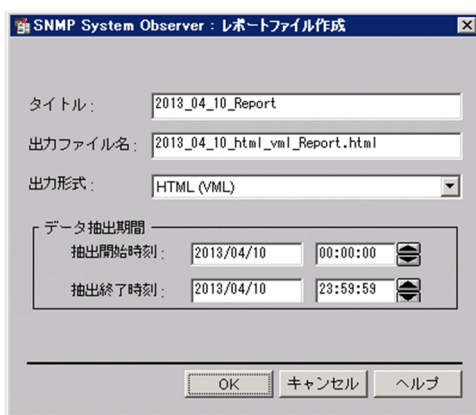 SNMP System Observer : レポートファイル作成
タイトル :
2013_04_10_Report
出力ファイル名 :
2013_04_10_html_vml_Report.html
出力形式 :
HTML (VML)
データ抽出期間
抽出開始時刻 :
2013/04/10
00:00:00
抽出終了時刻 :
2013/04/10
23:59:59
OK
キャンセル
ヘルプ